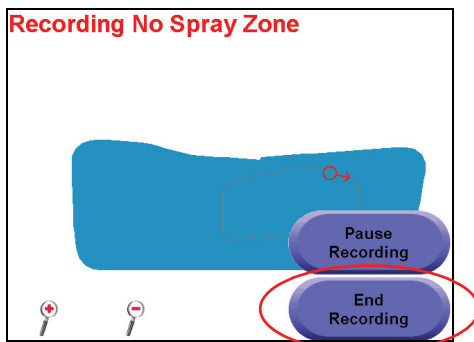 Recording No Spray Zone
Pause
Recording
End
Recording